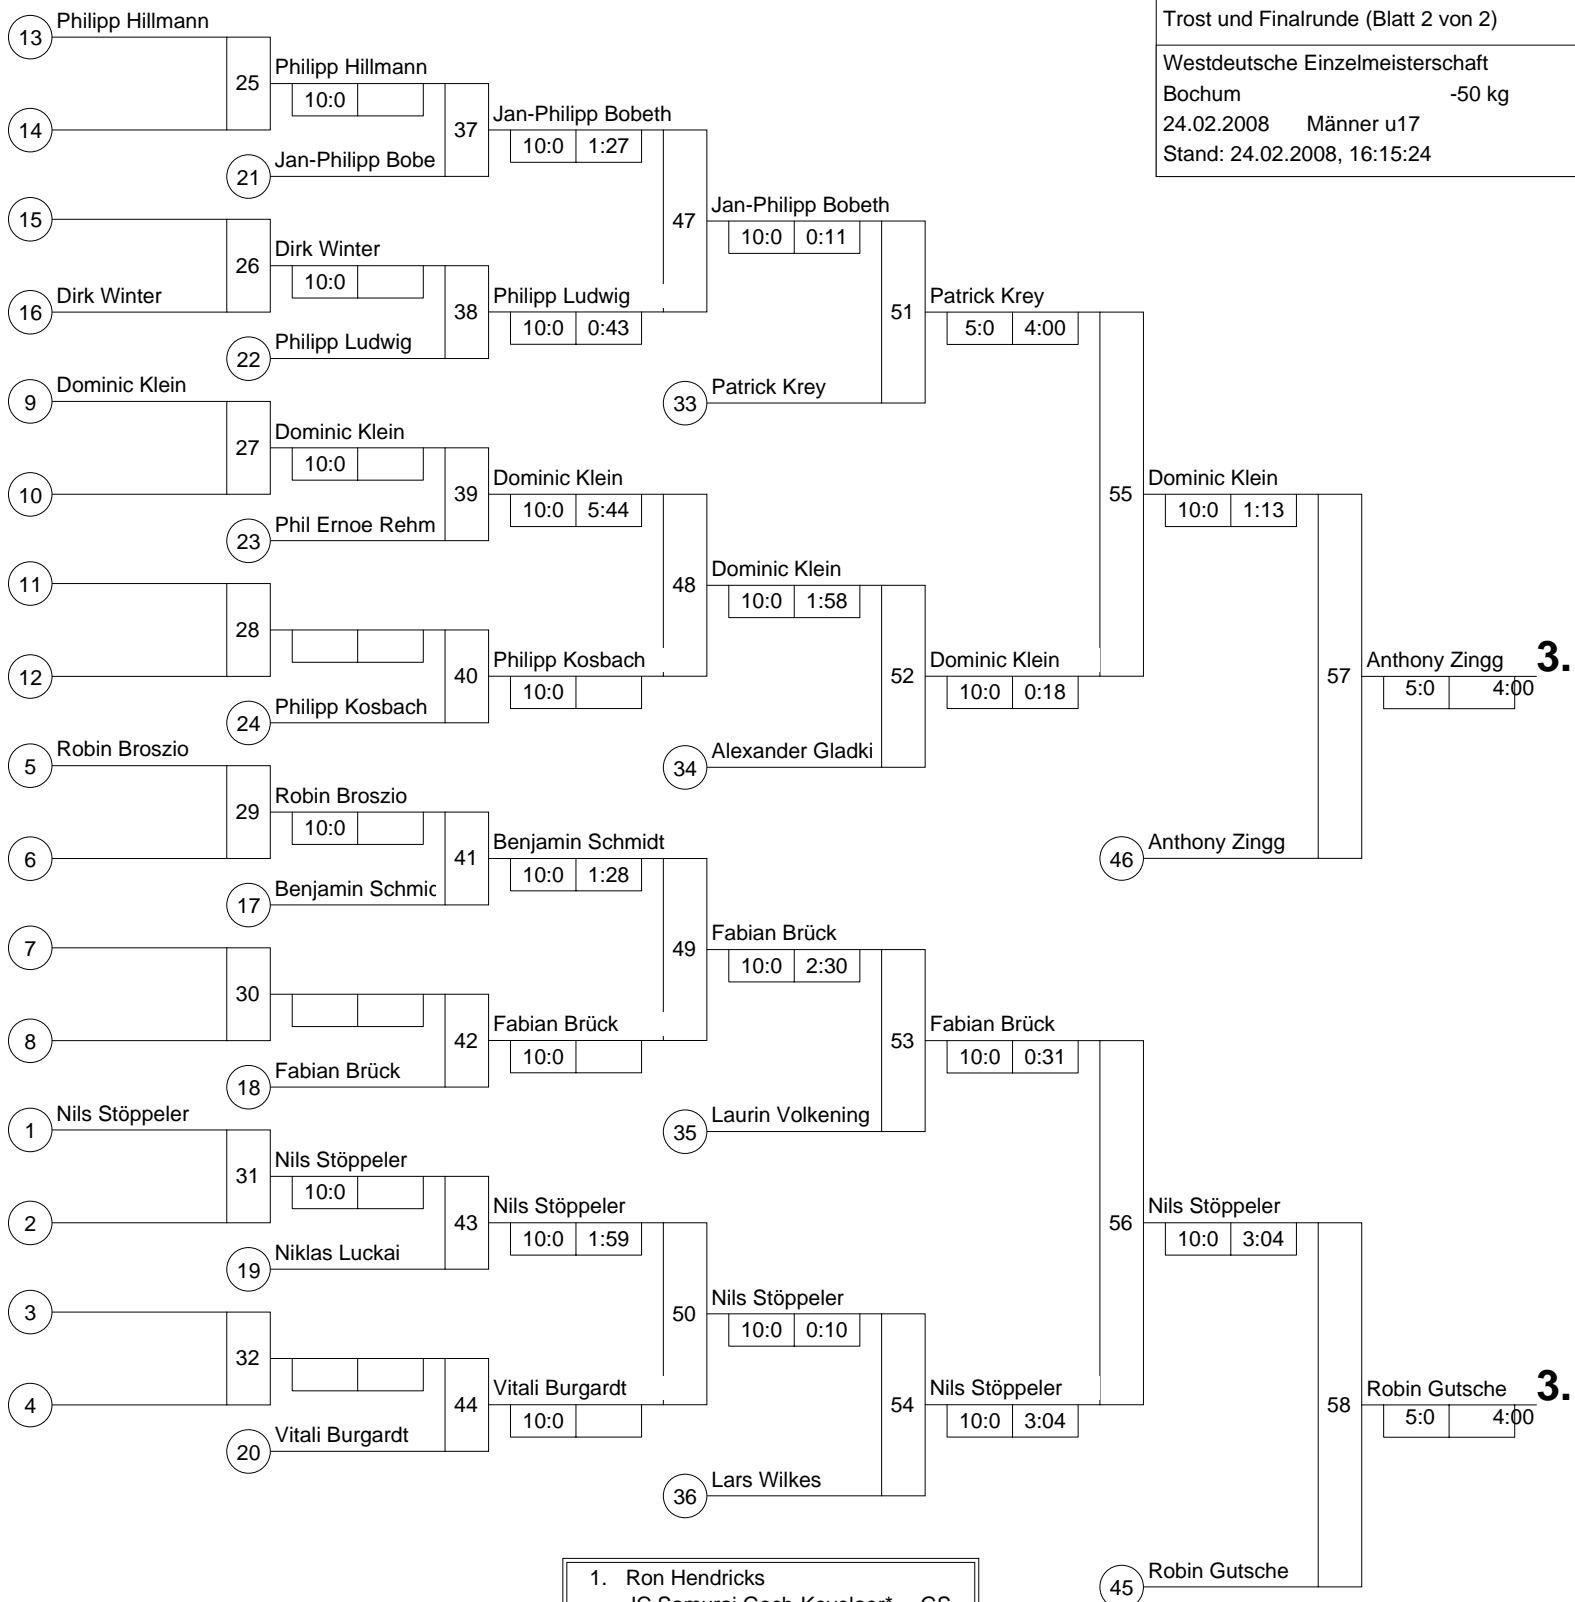 Trost und Finalrunde (Blatt 2 von 2)
Westdeutsche Einzelmeisterschaft
Bochum -50 kg
24.02.2008 Männer u17
Stand: 24.02.2008, 16:15:24
13 Philipp Hillmann
14
25
Philipp Hillmann
10:0
21 Jan-Philipp Bobe
37
Jan-Philipp Bobeth
10:0 1:27
15
16 Dirk Winter
26
Dirk Winter
10:0
22 Philipp Ludwig
38
Philipp Ludwig
10:0 0:43
47
Jan-Philipp Bobeth
10:0 0:11
33 Patrick Krey
51
Patrick Krey
5:0 4:00
9 Dominic Klein
10
27
Dominic Klein
10:0
23 Phil Ernoe Rehm
39
Dominic Klein
10:0 5:44
11
12
28
24 Philipp Kosbach
40
Philipp Kosbach
10:0
48
Dominic Klein
10:0 1:58
34 Alexander Gladki
52
Dominic Klein
10:0 0:18
55
Dominic Klein
10:0 1:13
46 Anthony Zingg
57
Anthony Zingg 3.
5:0 4:00
5 Robin Broszio
6
29
Robin Broszio
10:0
17 Benjamin Schmic
41
Benjamin Schmidt
10:0 1:28
7
8
30
18 Fabian Brück
42
Fabian Brück
10:0
49
Fabian Brück
10:0 2:30
35 Laurin Volkening
53
Fabian Brück
10:0 0:31
1 Nils Stöppeler
2
31
Nils Stöppeler
10:0
19 Niklas Luckai
43
Nils Stöppeler
10:0 1:59
3
4
32
20 Vitali Burgardt
44
Vitali Burgardt
10:0
50
Nils Stöppeler
10:0 0:10
36 Lars Wilkes
54
Nils Stöppeler
10:0 3:04
56
Nils Stöppeler
10:0 3:04
45 Robin Gutsche
58
Robin Gutsche 3.
5:0 4:00
1. Ron Hendricks
JC Samurai Goch-Kevelaer* GS